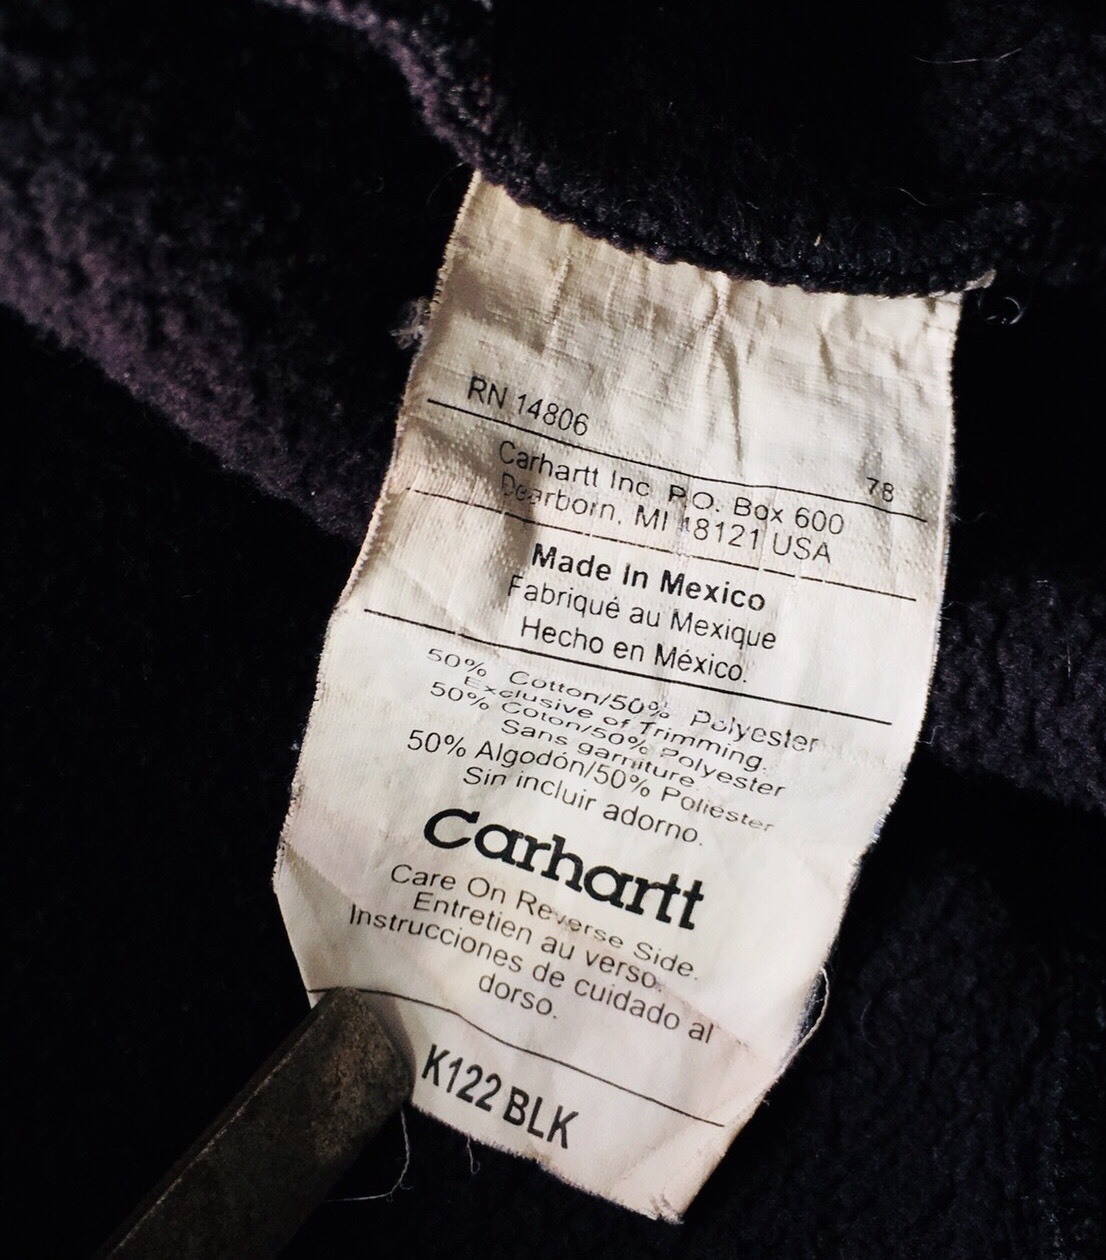 RN 14806 78
Carhartt Inc P.O. Box 600
Dearborn, MI 48121 USA
Made In Mexico
Fabriqué au Mexique
Hecho en México.
50% Cotton/50% Polyester
Exclusive of Trimming.
50% Coton/50% Polyester
Sans garniture.
50% Algodón/50% Poliéster
Sin incluir adorno.
carhartt
Care On Reverse Side.
Entretien au verso.
Instrucciones de cuidado al
dorso.
K122 BLK